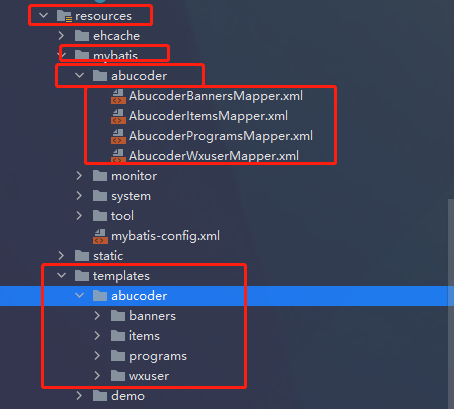 resources
ehcache
mybatis
abucoder
AbucoderBannersMapper.xml
AbucoderItemsMapper.xml
AbucoderProgramsMapper.xml
AbucoderWxuserMapper.xml
monitor
system
tool
mybatis-config.xml
static
templates
abucoder
banners
items
programs
wxuser
demo